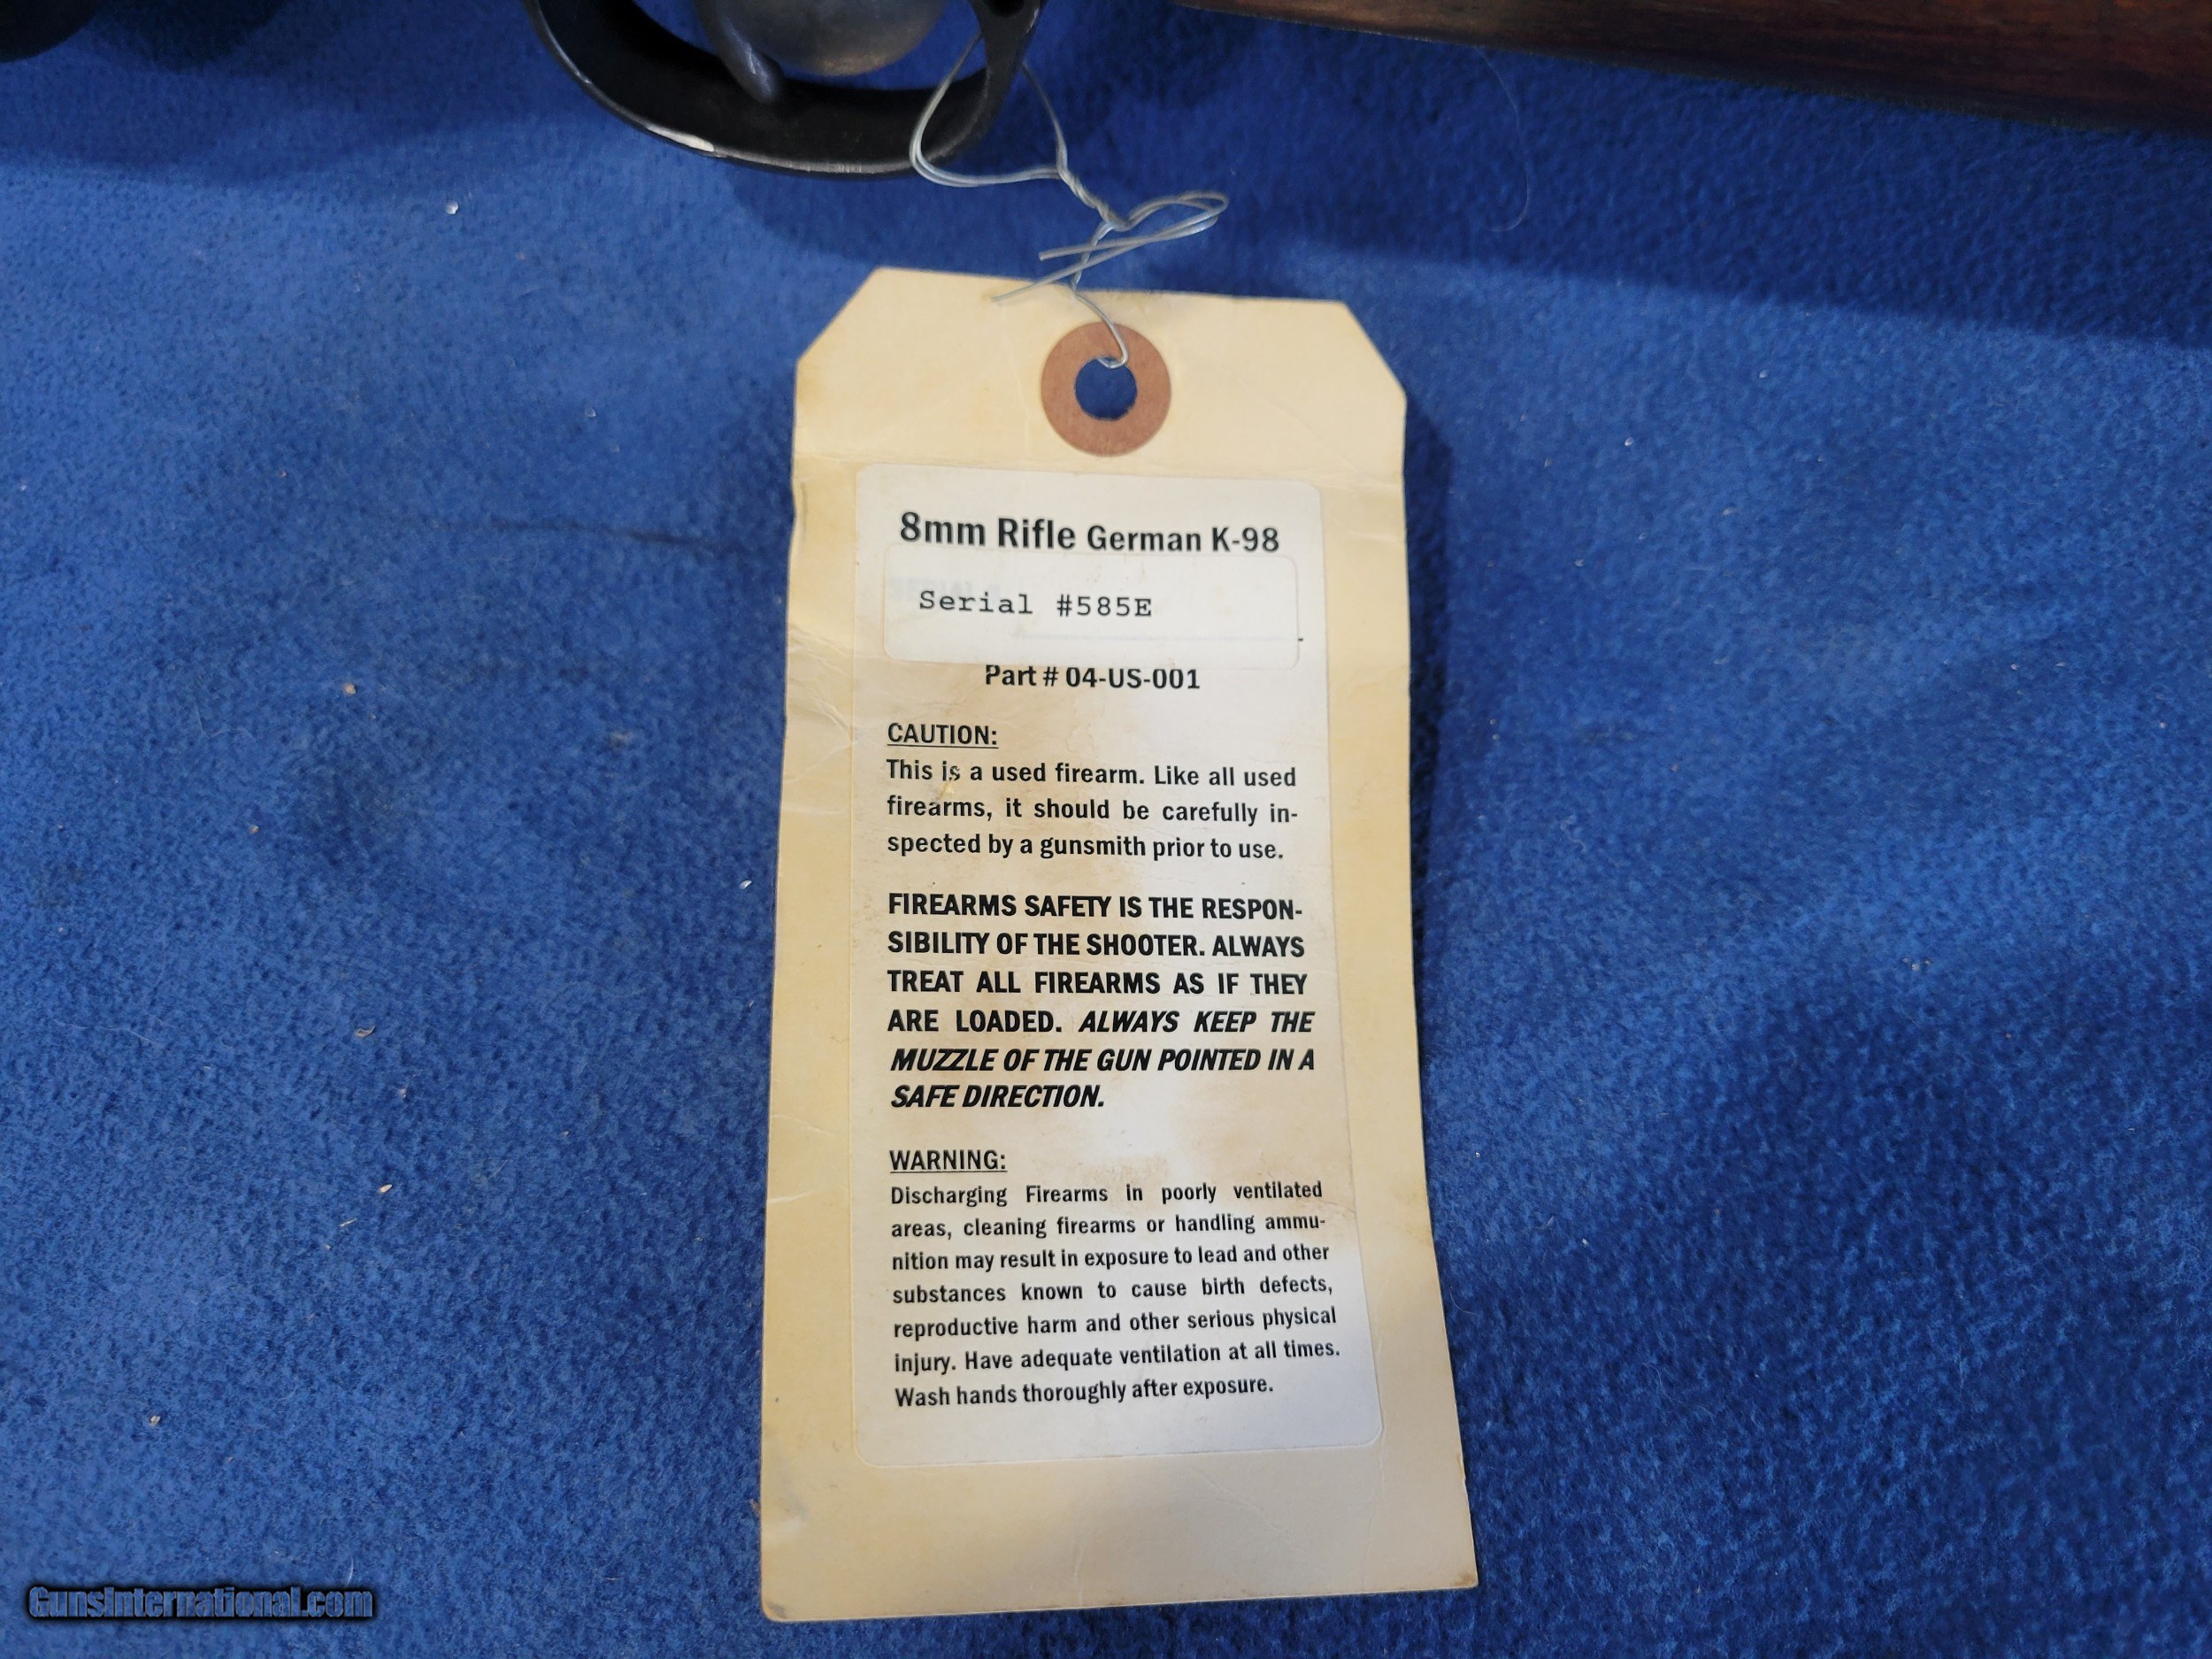 8mm Rifle German K-98
Serial #585E
Part # 04-US-001
CAUTION:
This is a used firearm. Like all used
firearms, it should be carefully in-
spected by a gunsmith prior to use.
FIREARMS SAFETY IS THE RESPON-
SIBILITY OF THE SHOOTER. ALWAYS
TREAT ALL FIREARMS AS IF THEY
ARE LOADED. ALWAYS KEEP THE
MUZZLE OF THE GUN POINTED IN A
SAFE DIRECTION.
WARNING:
Discharging Firearms in poorly ventilated
areas, cleaning firearms or handling ammu-
nition may result in exposure to lead and other
substances known to cause birth defects,
reproductive harm and other serious physical
injury. Have adequate ventilation at all times.
Wash hands thoroughly after exposure.
GunsInternational.com